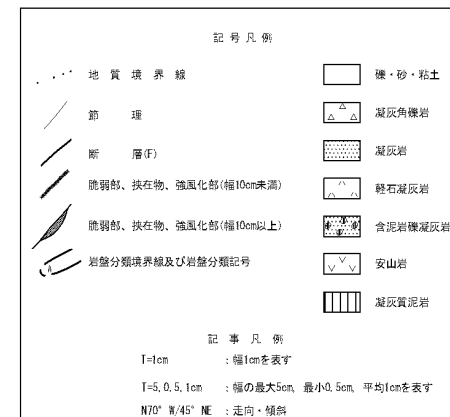 記号凡例
地質境界線
節理
断層(F)
脆弱部、挟在物、強風化部(幅10cm未満)
脆弱部、挟在物、強風化部(幅10cm以上)
A 岩盤分類境界線及び岩盤分類記号
礫・砂・粘土
凝灰角礫岩
凝灰岩
軽石凝灰岩
含泥岩礫凝灰岩
安山岩
凝灰質泥岩
記事凡例
T=1cm :幅1cmを表す
T=5,0.5,1cm :幅の最大5cm, 最小0.5cm, 平均1cmを表す
N70° W/45° NE :走向・傾斜